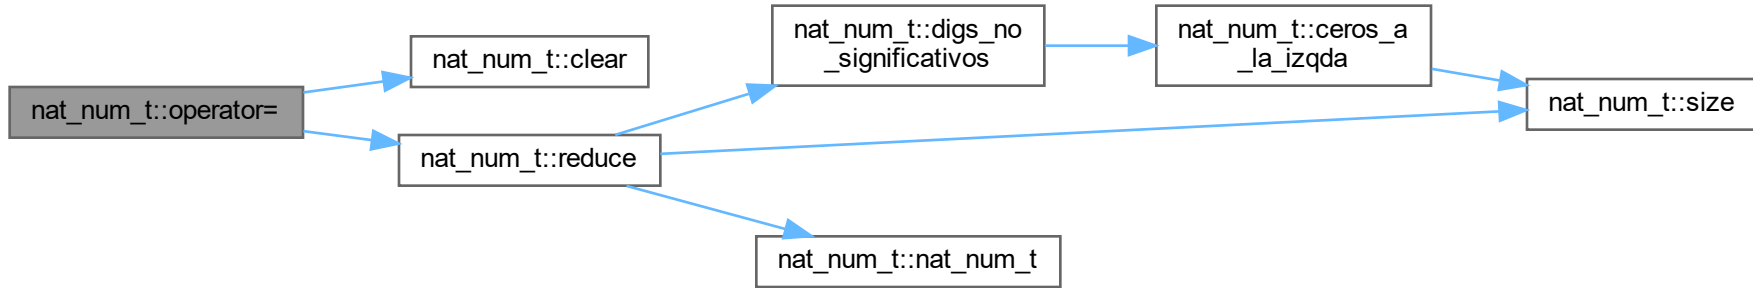 nat_num_t::operator=
nat_num_t::clear
nat_num_t::reduce
nat_num_t::digs_no
_significativos
nat_num_t::nat_num_t
nat_num_t::ceros_a
_la_izqda
nat_num_t::size